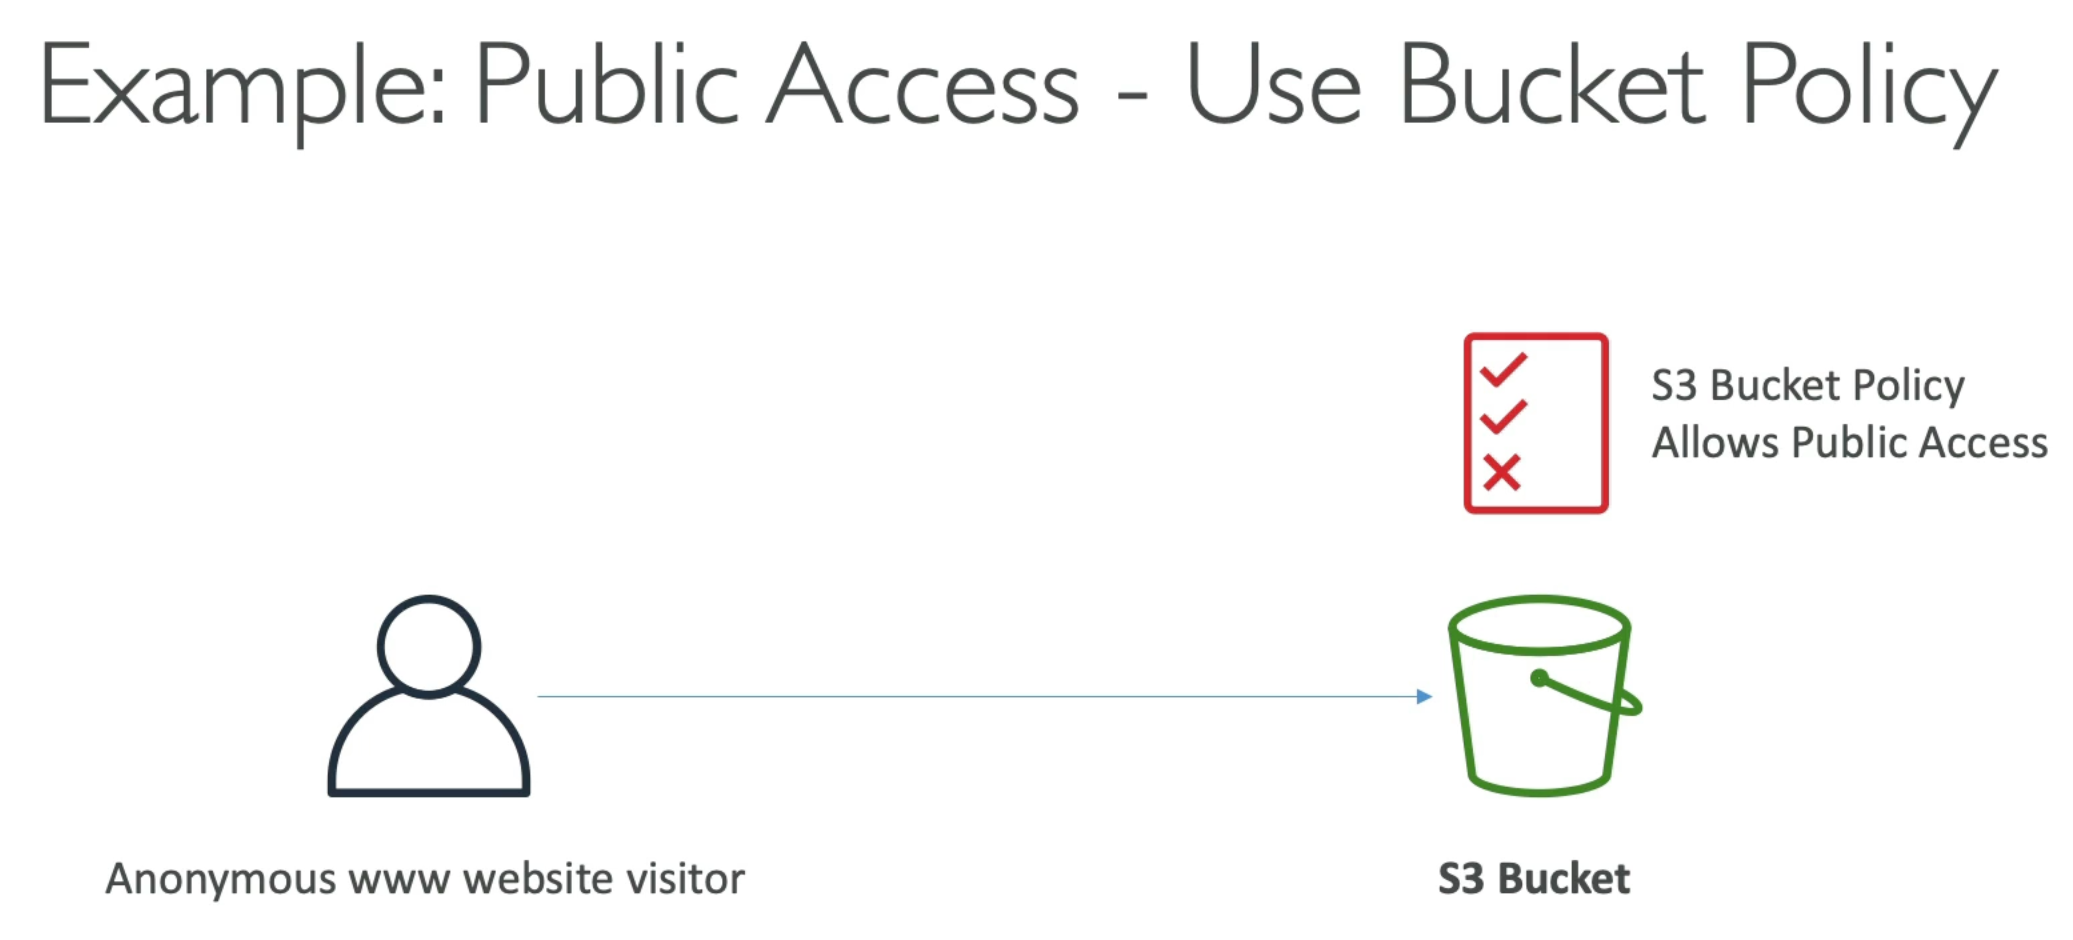 Example: Public Access - Use Bucket Policy
S3 Bucket Policy
Allows Public Access
Anonymous www website visitor
S3 Bucket